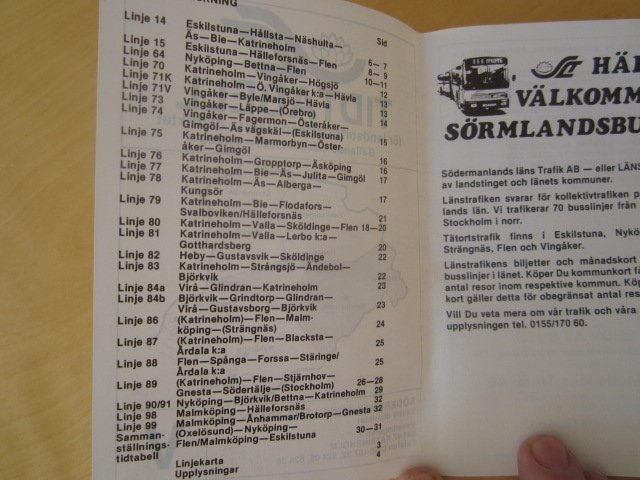 KNING
Sid
Linje 14 Eskilstuna—Hållsta—Näshulta—
Äs—Bie—Katrineholm 6— 7
Linje 15 Eskilstuna—Hälleforsnäs—Flen 8— 9
Linje 64 Nyköping—Bettna—Flen 10—11
Linje 70 Katrineholm—Vingåker—Högsjö 12
Linje 71K Katrineholm—Ö. Vingåker k:a—Hävla 12
Linje 71V Vingåker—Byle/Marsjö—Hävla 13
Linje 73 Vingåker—Läppe—(Örebro) 13
Linje 74 Vingåker—Fagermon—Österåker—
Gimgöl—Äs vägskäl—(Eskilstuna) 14
Linje 75 Katrineholm—Marmorbyn—Öster-
åker—Gimgöl 15
Linje 76 Katrineholm—Gropptorp—Äsköping 16
Linje 77 Katrineholm—Bie—Äs—Julita—Gimgöl 16
Linje 78 Katrineholm—Äs—Alberga—
Kungsör 17
Linje 79 Katrineholm—Bie—Flodafors—
Svalboviken/Hälleforsnäs 17
Linje 80 Katrineholm—Valla—Sköldinge—Flen 18—20
Linje 81 Katrineholm—Valla—Lerbo k:a—
Gotthardsberg 20
Linje 82 Heby—Gustavsvik—Sköldinge 22
Linje 83 Katrineholm—Strångsjö—Ändebol—
Björkvik 22
Linje 84a Virå—Glindran—Katrineholm 23
Linje 84b Björkvik—Grindtorp—Glindran—
Virå—Gustavsborg—Björkvik 23
Linje 86 (Katrineholm)—Flen—Malm-
köping—(Strängnäs) 24
Linje 87 (Katrineholm)—Flen—Blacksta—
Årdala k:a 25
Linje 88 Flen—Spånga—Forssa—Stäringe/
Årdala k:a 25
Linje 89 (Katrineholm)—Flen—Stjärnhov—
Gnesta—Södertälje—(Stockholm) 26—28
Linje 90/91 Nyköping—Björkvik/Bettna—Katrineholm 29
Linje 98 Malmköping—Hälleforsnäs 32
Linje 99 Malmköping—Ånhammar/Brotorp—Gnesta 32
Samman- (Oxelösund)—Nyköping—
ställnings- Flen/Malmköping—Eskilstuna 30—31
tidtabell
Linjekarta 3
Upplysningar 4
HÄL
VÄLKOMM
SÖRMLANDSBU
Södermanlands läns Trafik AB — eller LÄNS
av landstinget och länets kommuner.
Länstrafiken svarar för kollektivtrafiken p
lands län. Vi trafikerar 70 busslinjer från
Stockholm i norr.
Tätortstrafik finns i Eskilstuna, Nykö
Strängnäs, Flen och Vingåker.
Länstrafikens biljetter och månadskort
busslinjer i länet. Köper Du kommunkort f
antal resor inom respektive kommun. K
kort gäller detta för obegränsat antal res
Vill Du veta mera om vår trafik och våra
upplysningen tel. 0155/170 60.